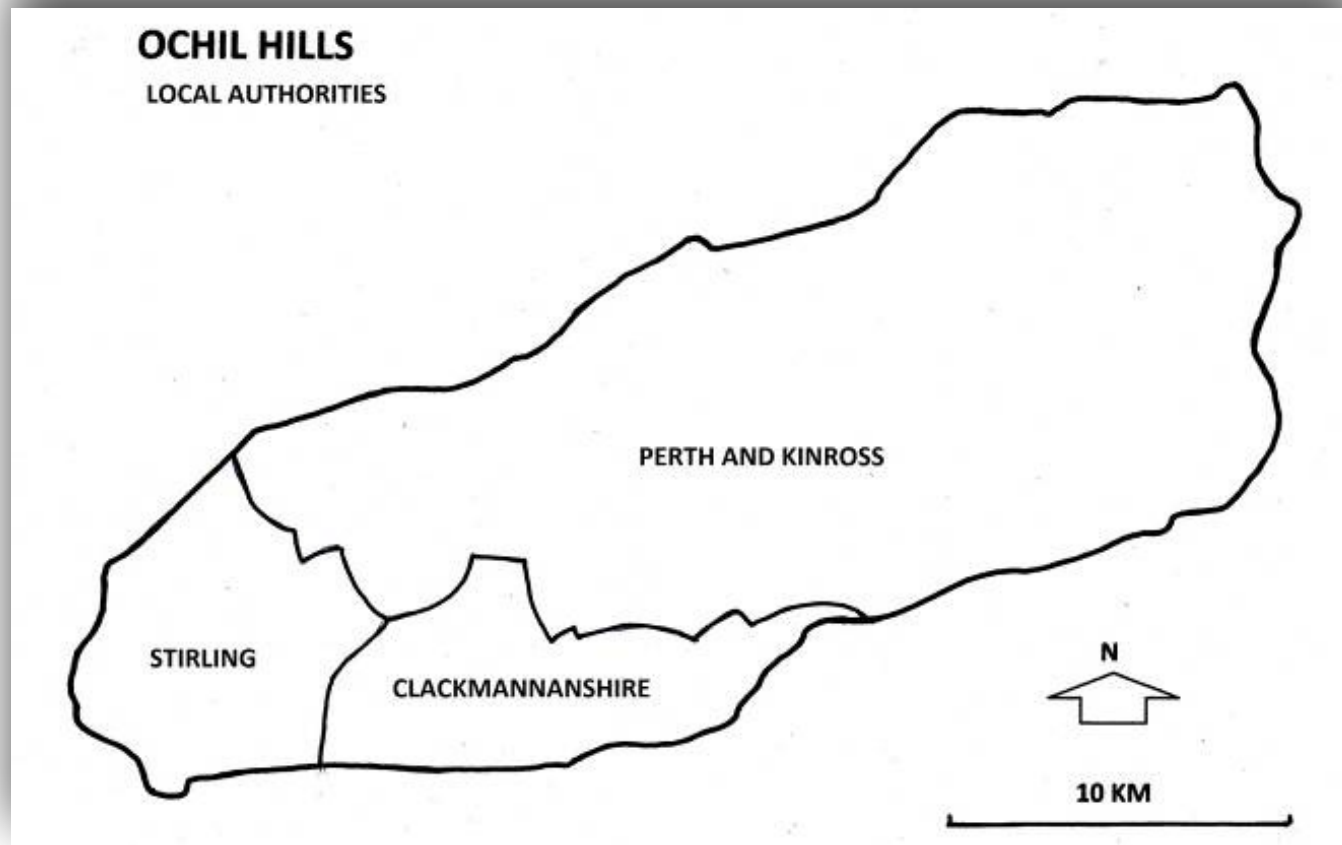 OCHIL HILLS
LOCAL AUTHORITIES
PERTH AND KINROSS
STIRLING
CLACKMANNANSHIRE
N
10 KM